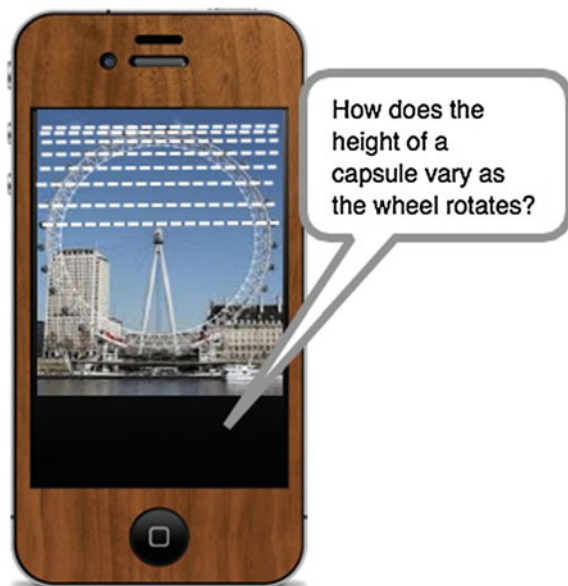 How does the
height of a
capsule vary as
the wheel rotates?